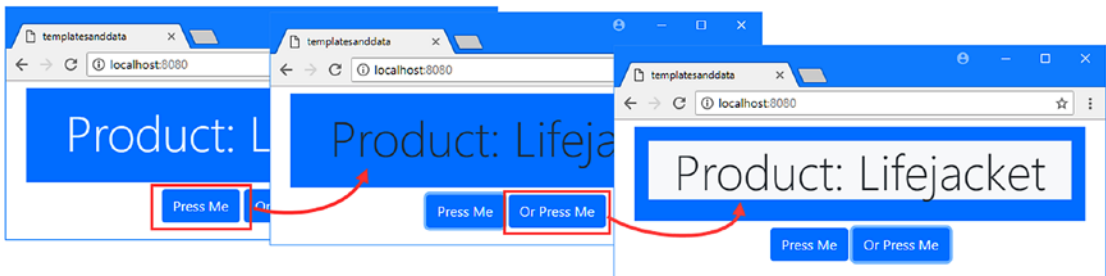 templatesanddata
localhost:8080
Product: L
Press Me
Or
templatesanddata
localhost:8080
Product: Lifeja
Press Me
Or Press Me
templatesanddata
localhost:8080
Product: Lifejacket
Press Me
Or Press Me